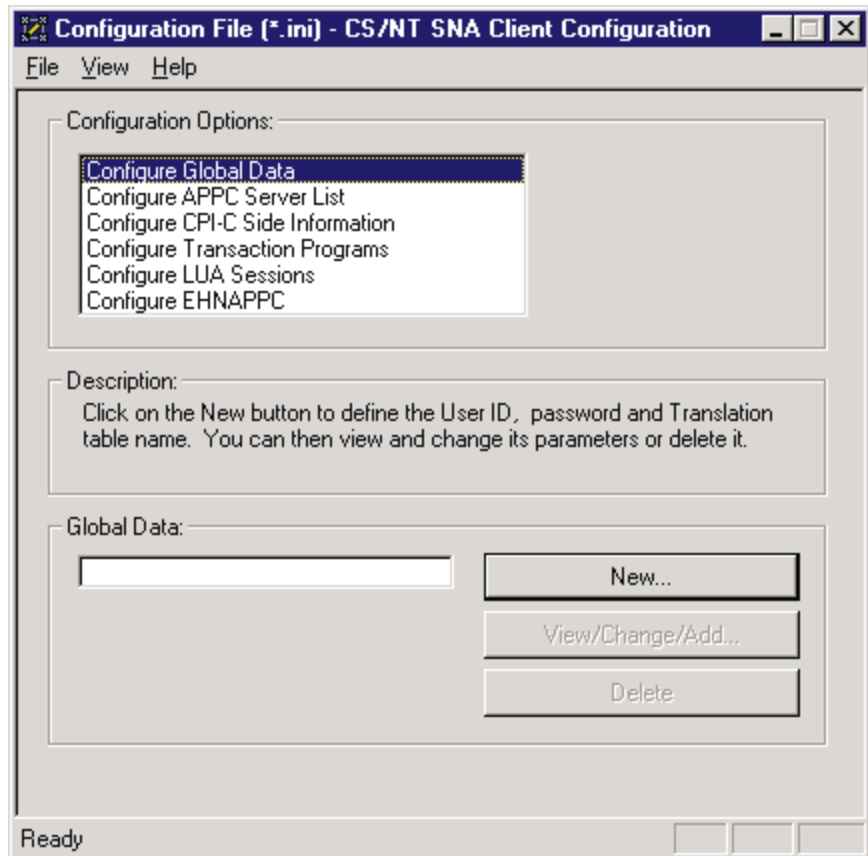 Configuration File (*.ini) - CS/NT SNA Client Configuration
File View Help
Configuration Options:
Configure Global Data
Configure APPC Server List
Configure CPI-C Side Information
Configure Transaction Programs
Configure LUA Sessions
Configure EHNAPPC
Description:
Click on the New button to define the User ID, password and Translation
table name. You can then view and change its parameters or delete it.
Global Data:
New...
View/Change/Add...
Delete
Ready